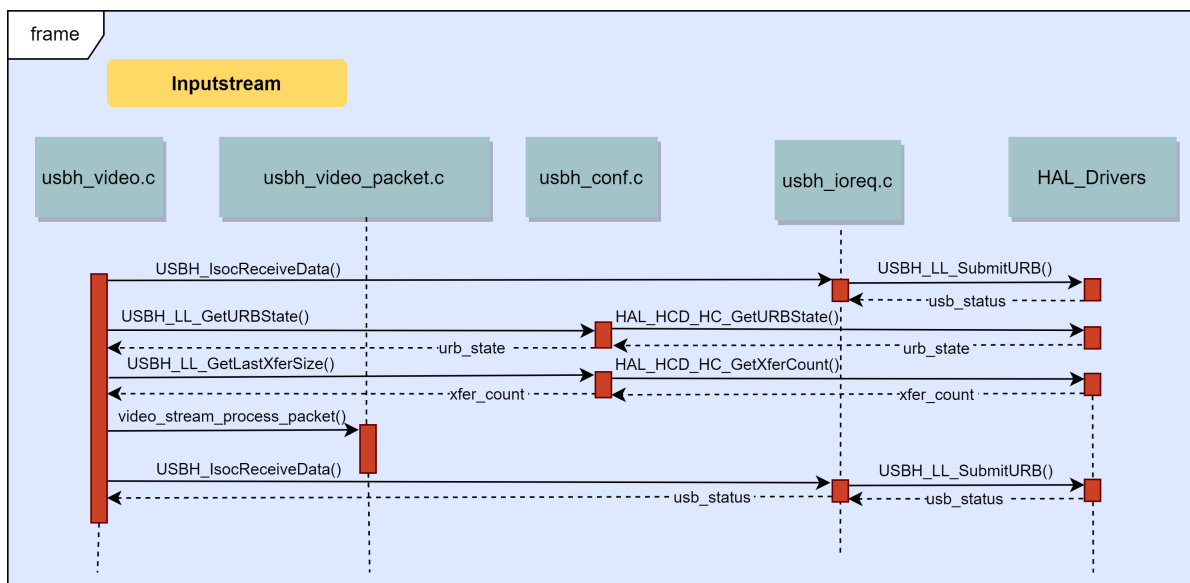 frame
Inputstream
usbh_video.c
usbh_video_packet.c
usbh_conf.c
usbh_ioreq.c
HAL_Drivers
USBH_IsocReceiveData()
USBH_LL_SubmitURB()
usb_status
USBH_LL_GetURBState()
HAL_HCD_HC_GetURBState()
urb_state
urb_state
USBH_LL_GetLastXferSize()
HAL_HCD_HC_GetXferCount()
xfer_count
xfer_count
video_stream_process_packet()
USBH_IsocReceiveData()
USBH_LL_SubmitURB()
usb_status
usb_status